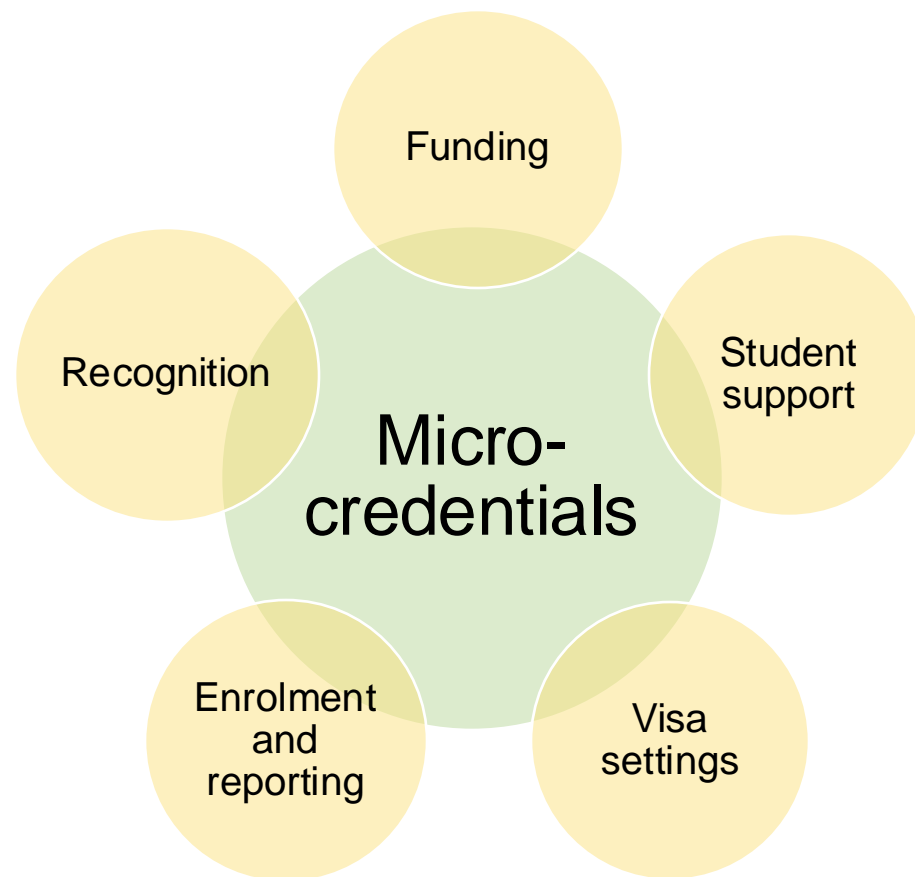 Funding
Recognition
Student
support
Micro-
credentials
Enrolment
and
reporting
Visa
settings